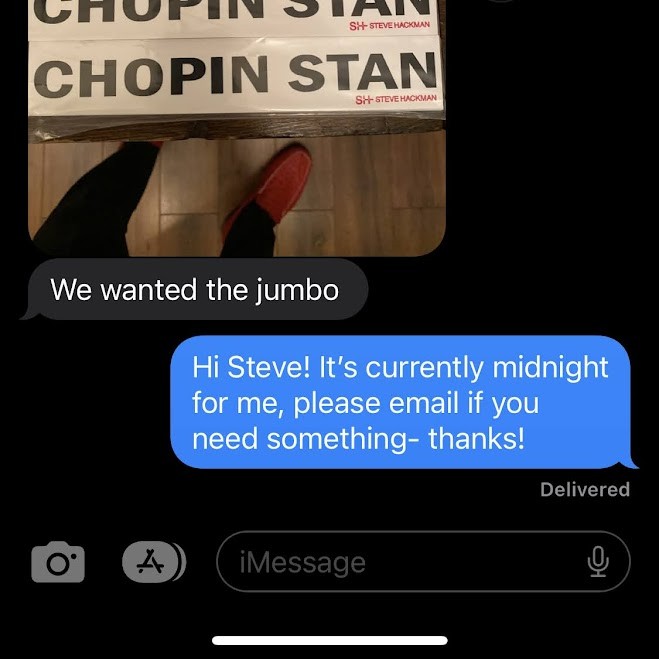 CHOPIN STAN
SH STEVE HACKMAN
CHOPIN STAN
SH STEVE HACKMAN
We wanted the jumbo
Hi Steve! It’s currently midnight
for me, please email if you
need something- thanks!
Delivered
iMessage